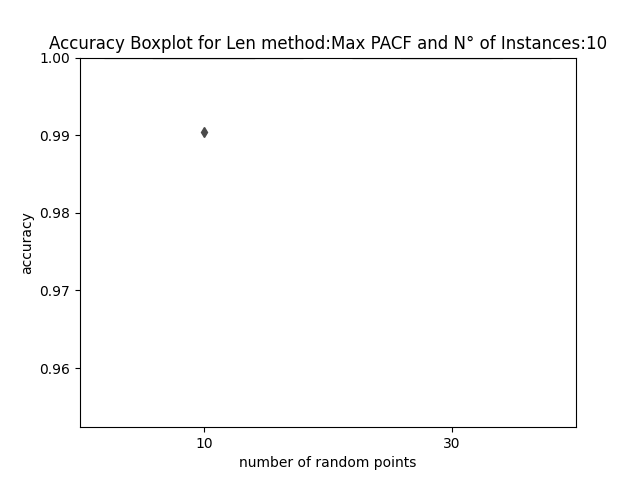 Accuracy Boxplot for Len method:Max PACF and N° of Instances:10
1.00
0.99
0.98
0.97
0.96
accuracy
10 30
number of random points